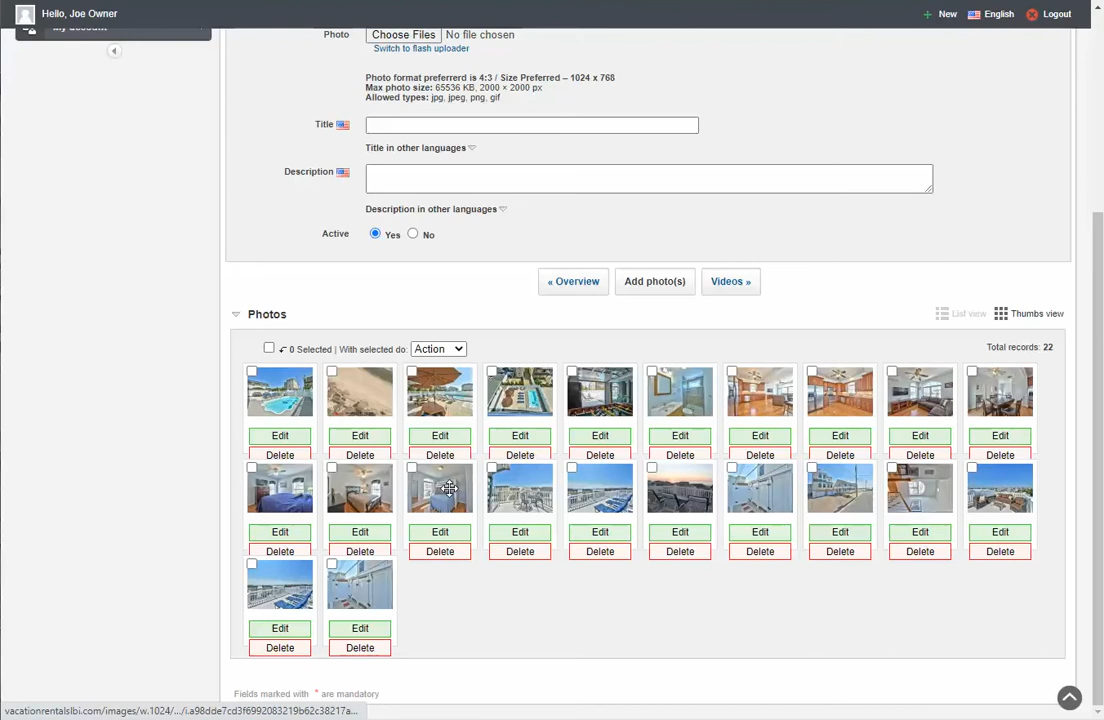 Hello, Joe Owner
New
English
Logout
Photo
Choose Files No file chosen
Switch to flash uploader
Photo format preferrerd is 4:3 / Size Preferred – 1024 x 768
Max photo size: 65536 KB, 2000 × 2000 px
Allowed types: jpg, jpeg, png, gif
Title
Title in other languages
Description
Description in other languages
Active
Yes
No
« Overview
Add photo(s)
Videos »
Photos
List view
Thumbs view
0 Selected | With selected do:
Action
Total records: 22
Edit Edit Edit Edit Edit Edit Edit Edit Edit Edit
Delete Delete Delete Delete Delete Delete Delete Delete Delete Delete
Edit Edit Edit Edit Edit Edit Edit Edit Edit Edit
Delete Delete Delete Delete Delete Delete Delete Delete Delete Delete
Edit Edit
Delete Delete
Fields marked with * are mandatory
vacationrentalslbi.com/images/w.1024/.../i.a98dde7cd3f6992083219b62c38217a...